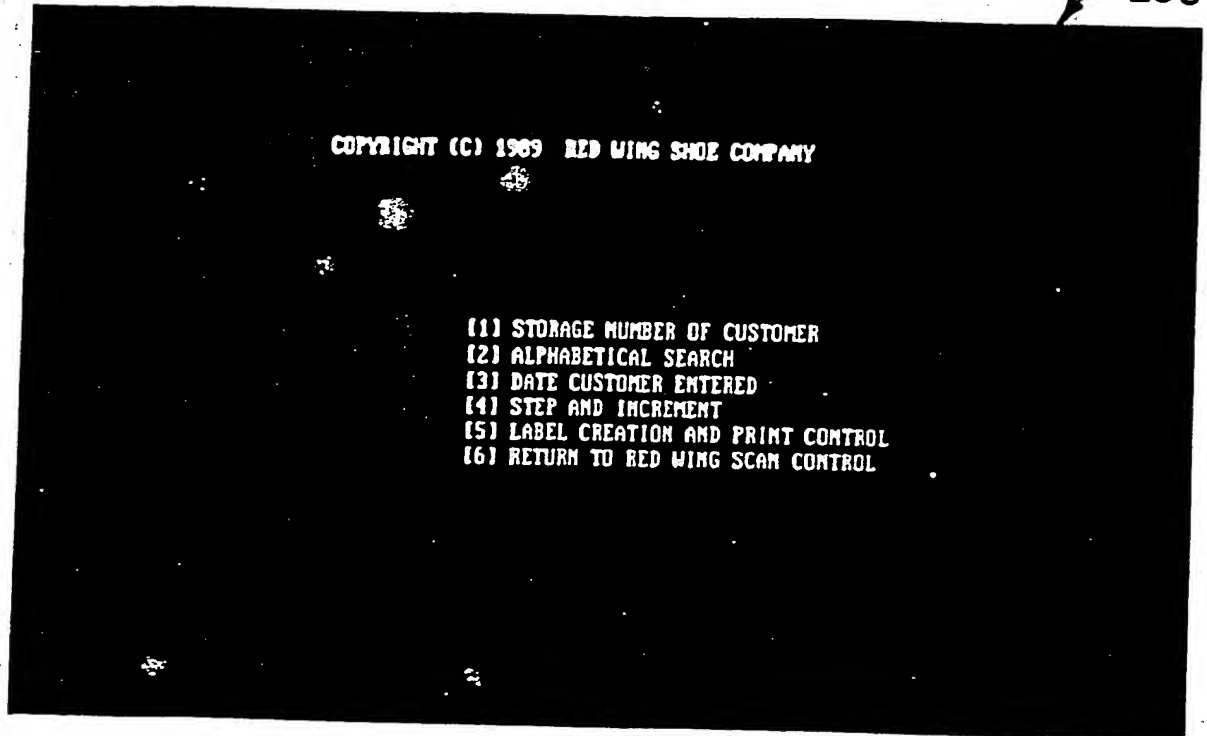 COPYRIGHT (C) 1989 RED WING SHOE COMPANY
[1] STORAGE NUMBER OF CUSTOMER
[2] ALPHABETICAL SEARCH
[3] DATE CUSTOMER ENTERED
[4] STEP AND INCREMENT
[5] LABEL CREATION AND PRINT CONTROL
[6] RETURN TO RED WING SCAN CONTROL